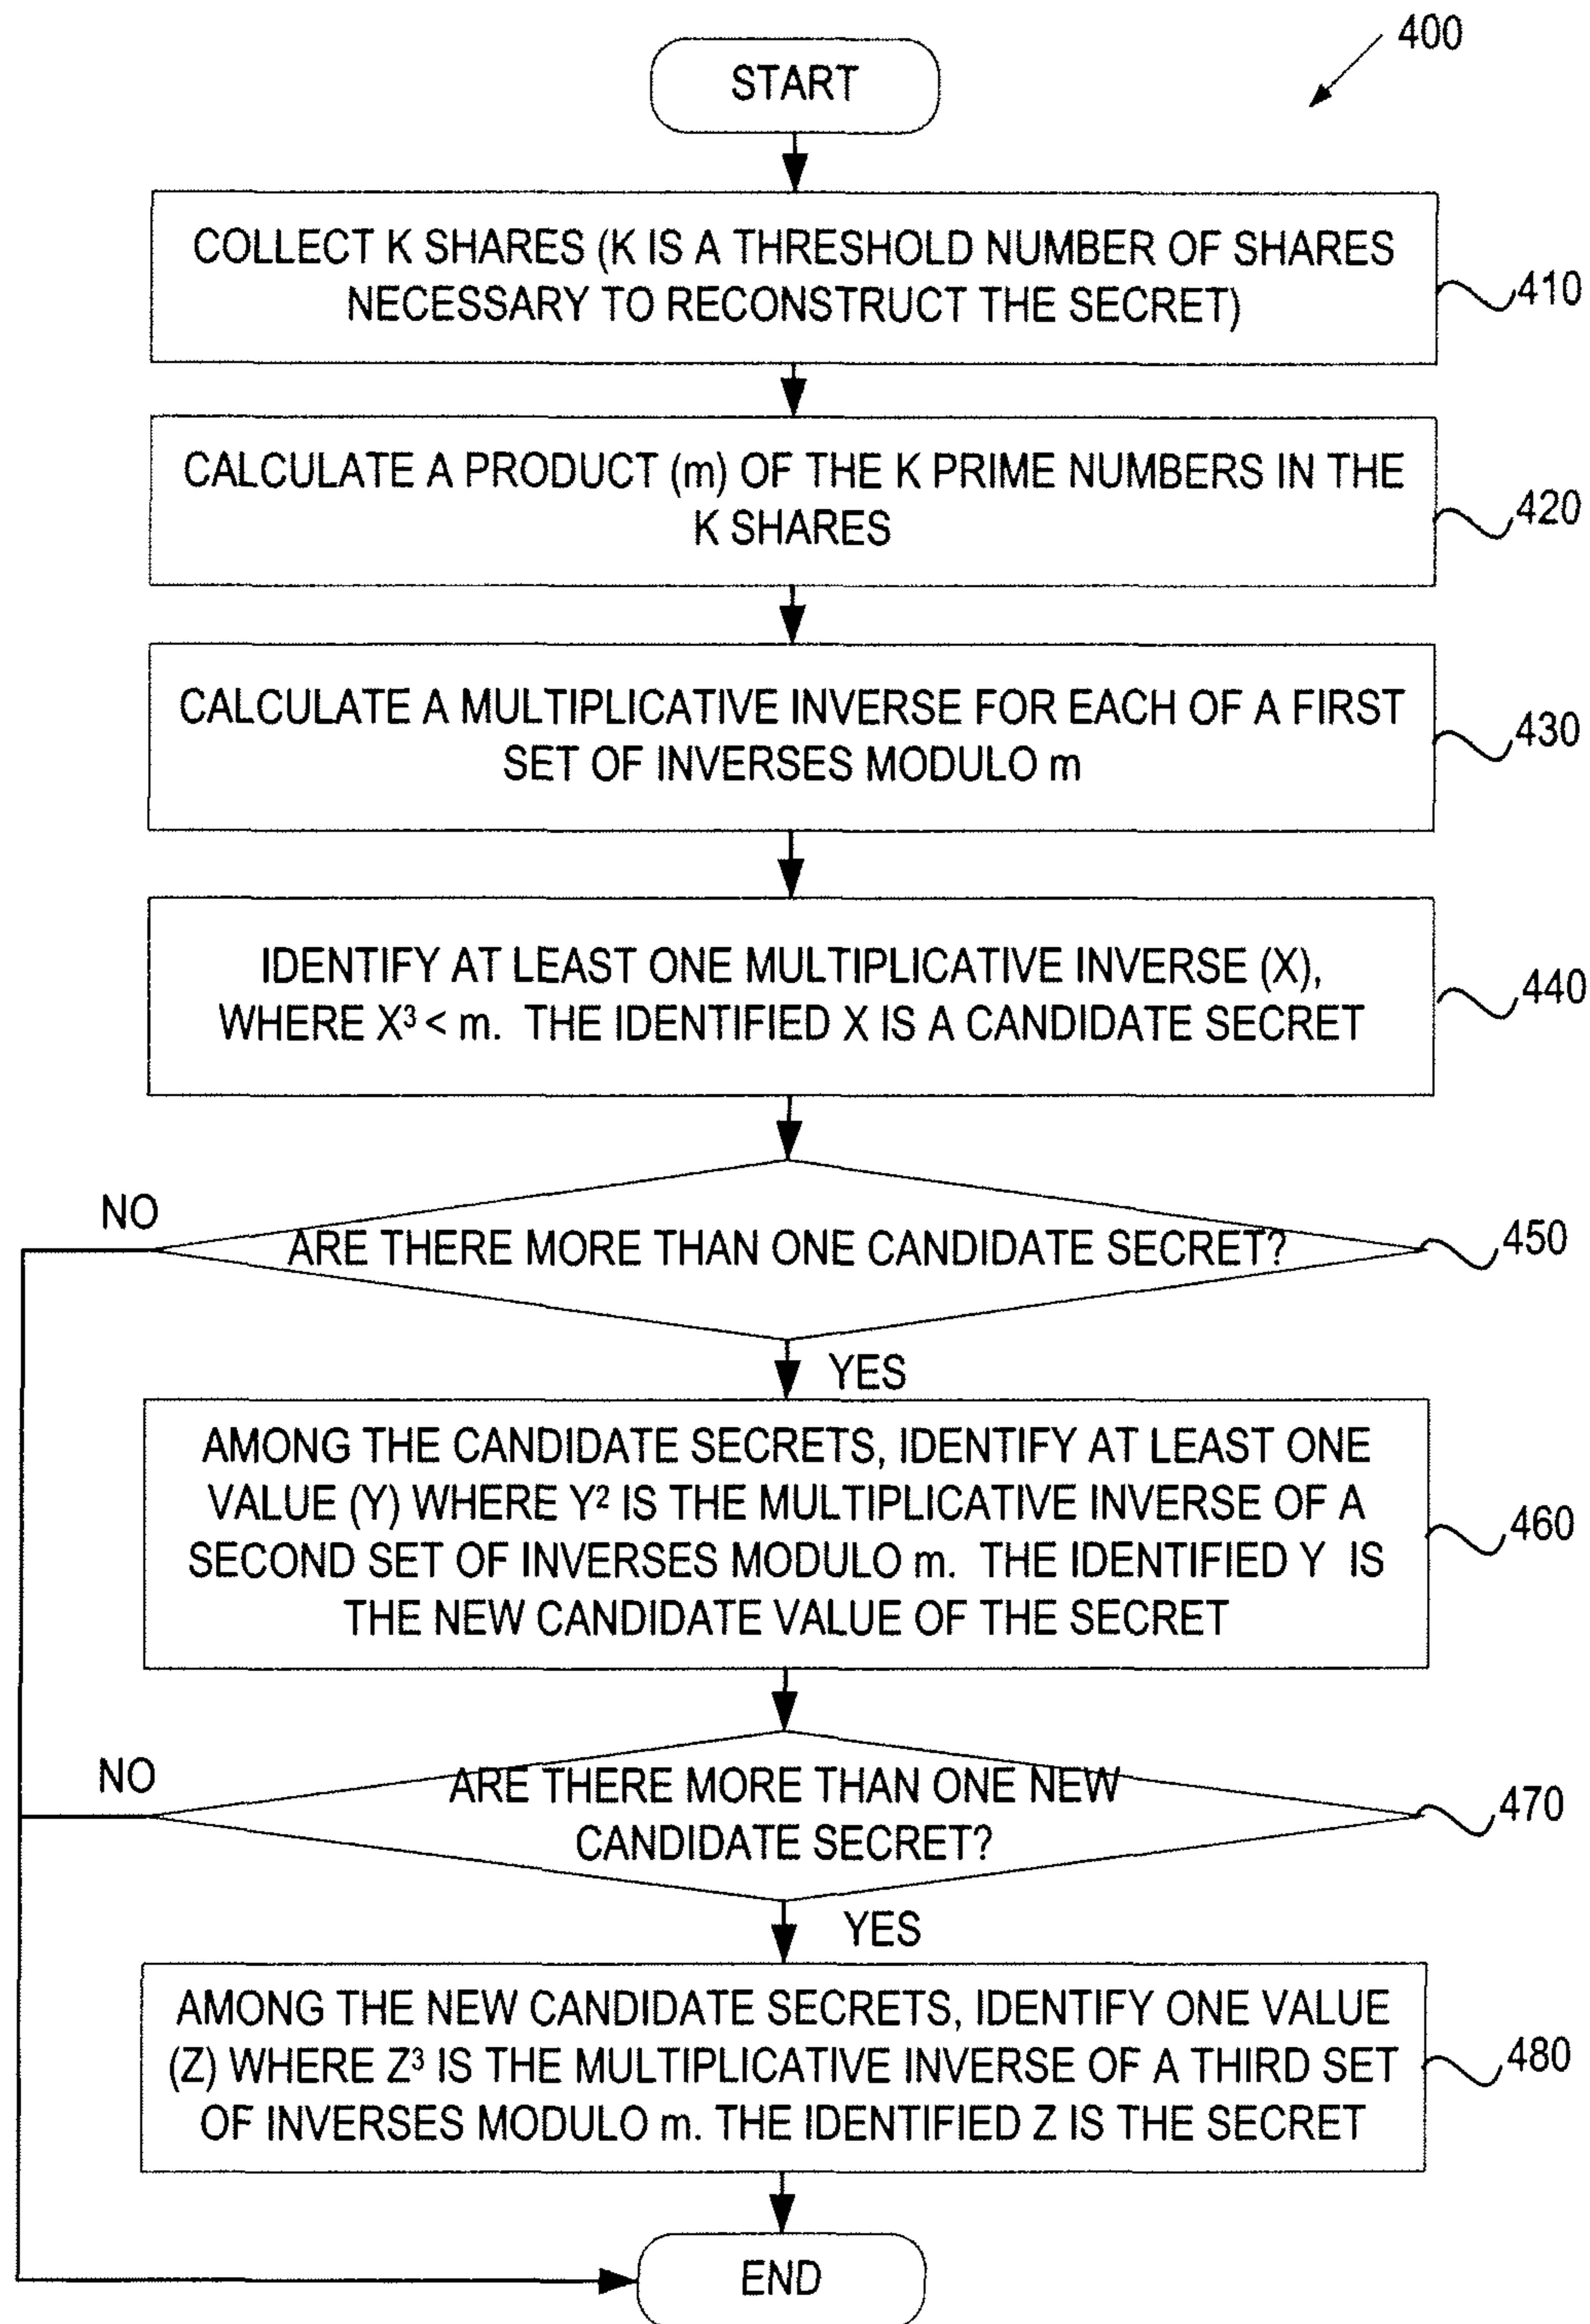 400
START
COLLECT K SHARES (K IS A THRESHOLD NUMBER OF SHARES
NECESSARY TO RECONSTRUCT THE SECRET)
410
CALCULATE A PRODUCT (m) OF THE K PRIME NUMBERS IN THE
K SHARES
420
CALCULATE A MULTIPLICATIVE INVERSE FOR EACH OF A FIRST
SET OF INVERSES MODULO m
430
IDENTIFY AT LEAST ONE MULTIPLICATIVE INVERSE (X),
WHERE X³ < m. THE IDENTIFIED X IS A CANDIDATE SECRET
440
NO
ARE THERE MORE THAN ONE CANDIDATE SECRET?
450
YES
AMONG THE CANDIDATE SECRETS, IDENTIFY AT LEAST ONE
VALUE (Y) WHERE Y² IS THE MULTIPLICATIVE INVERSE OF A
SECOND SET OF INVERSES MODULO m. THE IDENTIFIED Y IS
THE NEW CANDIDATE VALUE OF THE SECRET
460
NO
ARE THERE MORE THAN ONE NEW
CANDIDATE SECRET?
470
YES
AMONG THE NEW CANDIDATE SECRETS, IDENTIFY ONE VALUE
(Z) WHERE Z³ IS THE MULTIPLICATIVE INVERSE OF A THIRD SET
OF INVERSES MODULO m. THE IDENTIFIED Z IS THE SECRET
480
END